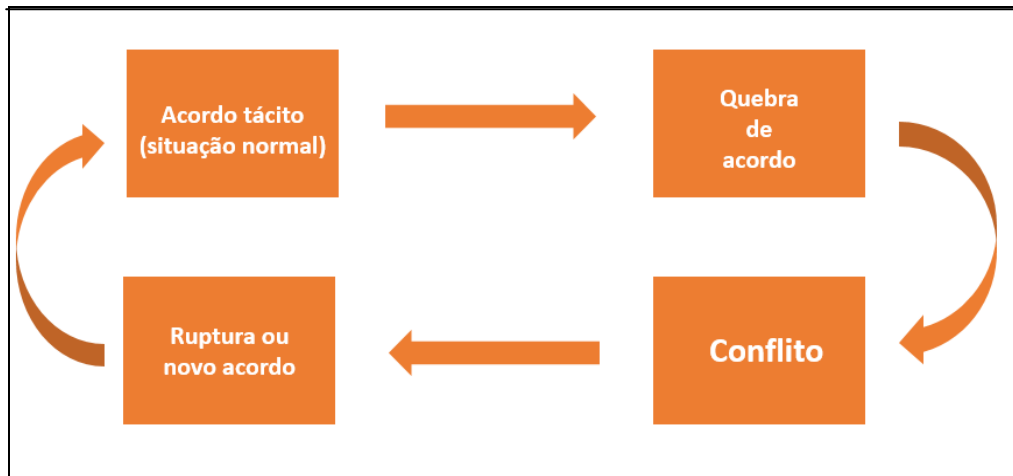 Acordo tácito
(situação normal)
Quebra
de
acordo
Conflito
Ruptura ou
novo acordo